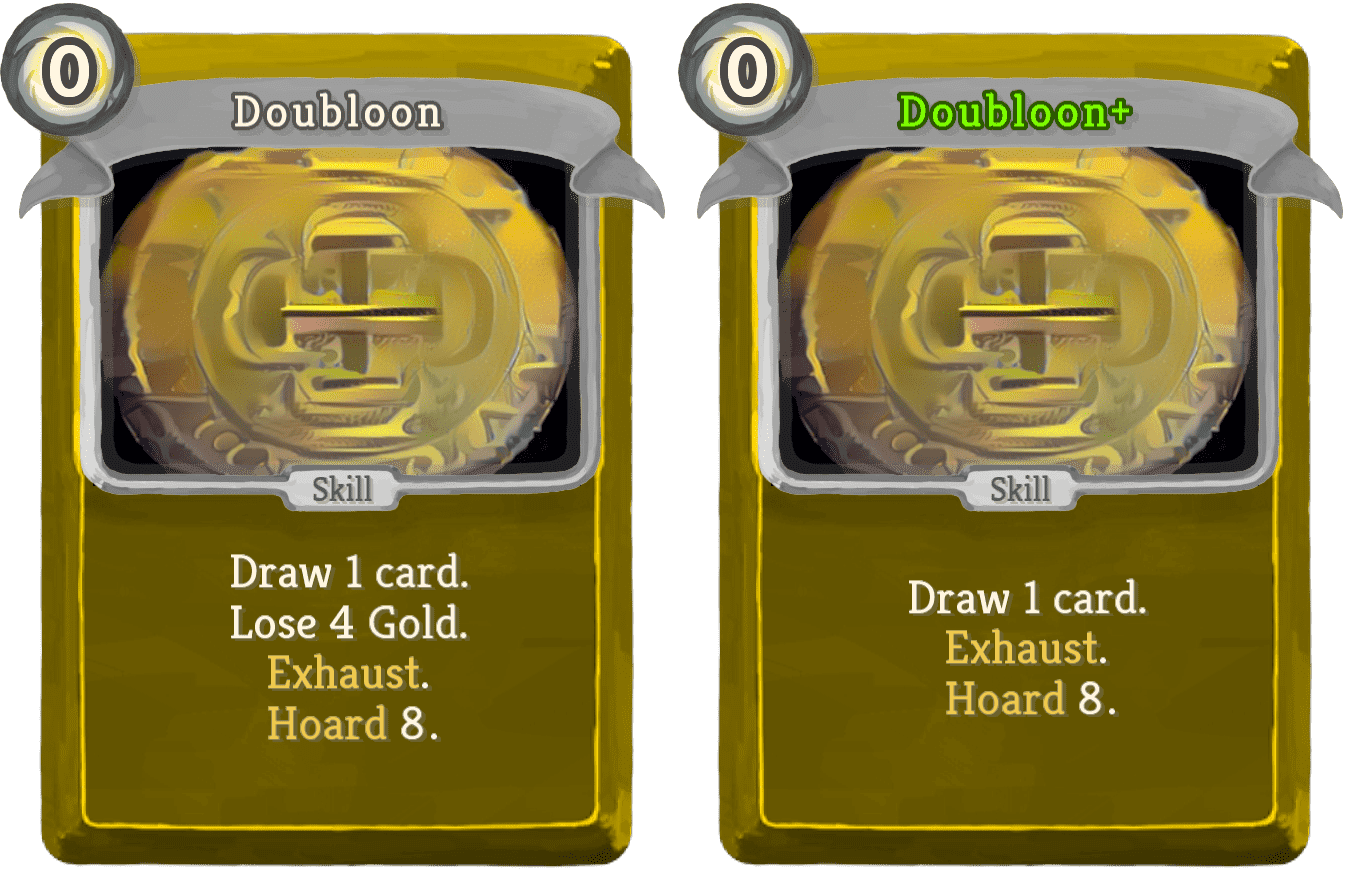 0
Doubloon
Skill
Draw 1 card.
Lose 4 Gold.
Exhaust.
Hoard 8.
0
Doubloon+
Skill
Draw 1 card.
Exhaust.
Hoard 8.